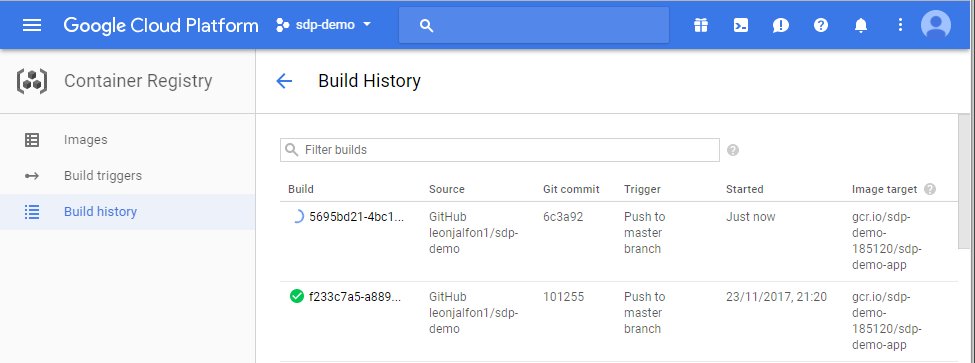 Google Cloud Platform sdp-demo
Container Registry
Build History
Images
Build triggers
Build history
Filter builds
Build Source Git commit Trigger Started Image target
5695bd21-4bc1... GitHub 6c3a92 Push to Just now gcr.io/sdp-
leonjalfon1/sdp- master demo-
demo branch 185120/sdp-
demo-app
f233c7a5-a889... GitHub 101255 Push to 23/11/2017, 21:20 gcr.io/sdp-
leonjalfon1/sdp- master demo-
demo branch 185120/sdp-
demo-app